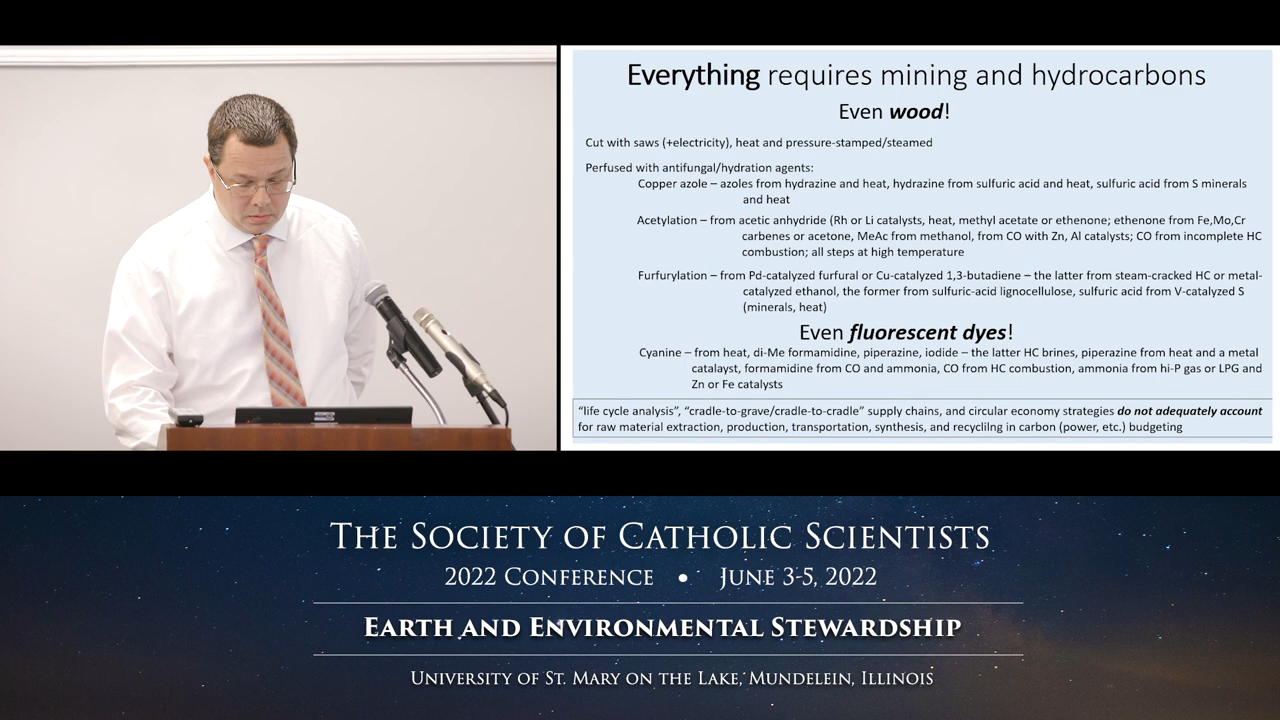 Everything requires mining and hydrocarbons
Even wood!
Cut with saws (+electricity), heat and pressure-stamped/steamed
Perfused with antifungal/hydration agents:
Copper azole – azoles from hydrazine and heat, hydrazine from sulfuric acid and heat, sulfuric acid from S minerals
and heat
Acetylation – from acetic anhydride (Rh or Li catalysts, heat, methyl acetate or ethenone; ethenone from Fe,Mo,Cr
carbenes or acetone, MeAc from methanol, from CO with Zn, Al catalysts; CO from incomplete HC
combustion; all steps at high temperature
Furfurylation – from Pd-catalyzed furfural or Cu-catalyzed 1,3-butadiene – the latter from steam-cracked HC or metal-
catalyzed ethanol, the former from sulfuric-acid lignocellulose, sulfuric acid from V-catalyzed S
(minerals, heat)
Even fluorescent dyes!
Cyanine – from heat, di-Me formamidine, piperazine, iodide – the latter HC brines, piperazine from heat and a metal
catalayst, formamidine from CO and ammonia, CO from HC combustion, ammonia from hi-P gas or LPG and
Zn or Fe catalysts
“life cycle analysis”, “cradle-to-grave/cradle-to-cradle” supply chains, and circular economy strategies do not adequately account
for raw material extraction, production, transportation, synthesis, and recyclilng in carbon (power, etc.) budgeting
The Society of Catholic Scientists
2022 Conference • June 3-5, 2022
Earth and Environmental Stewardship
University of St. Mary on the Lake, Mundelein, Illinois